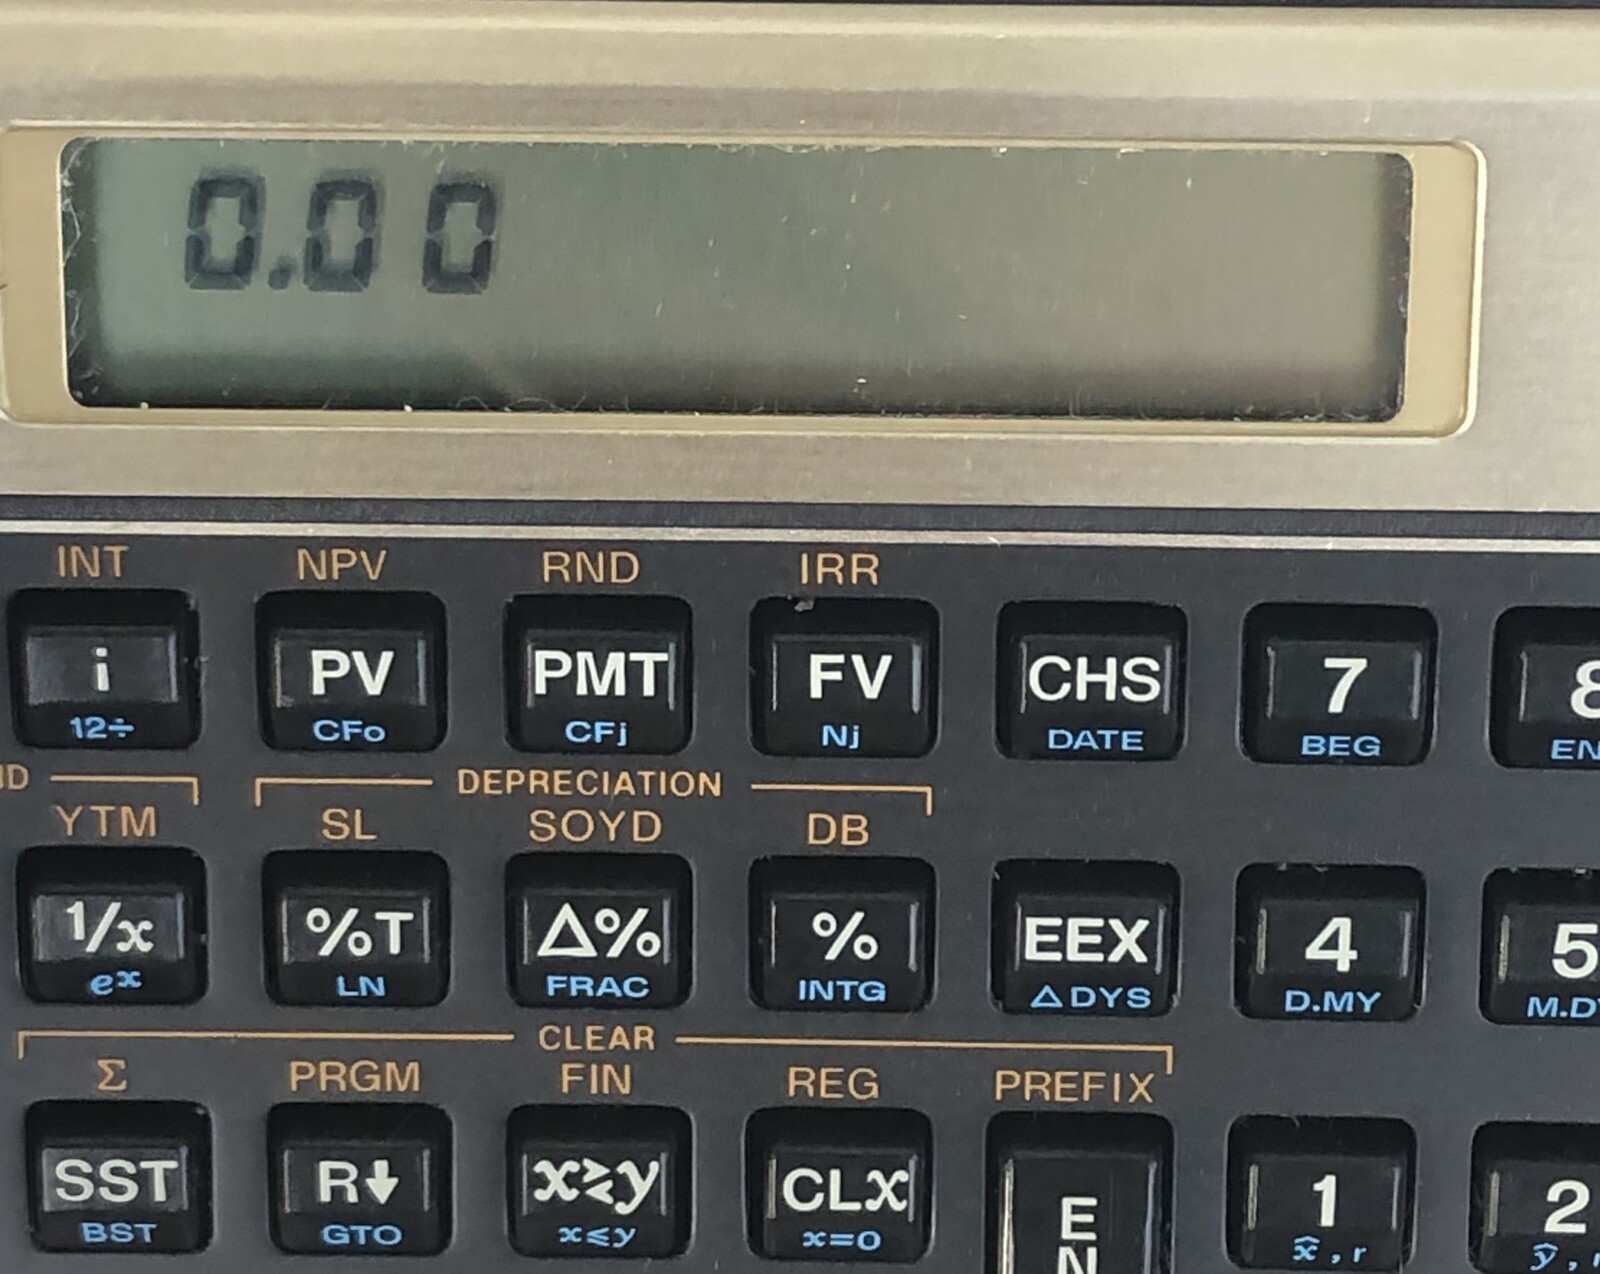 0.00
INT NPV RND IRR
i PV PMT FV CHS 7 8
12÷ CFo CFj Nj DATE BEG
DEPRECIATION
YTM SL SOYD DB
1/x %T Δ% % EEX 4 5
eˣ LN FRAC INTG ΔDYS D.MY
CLEAR
Σ PRGM FIN REG PREFIX
SST R↓ x≷y CLX 1 2
BST GTO x≤y x=0 x̂,r ŷ,